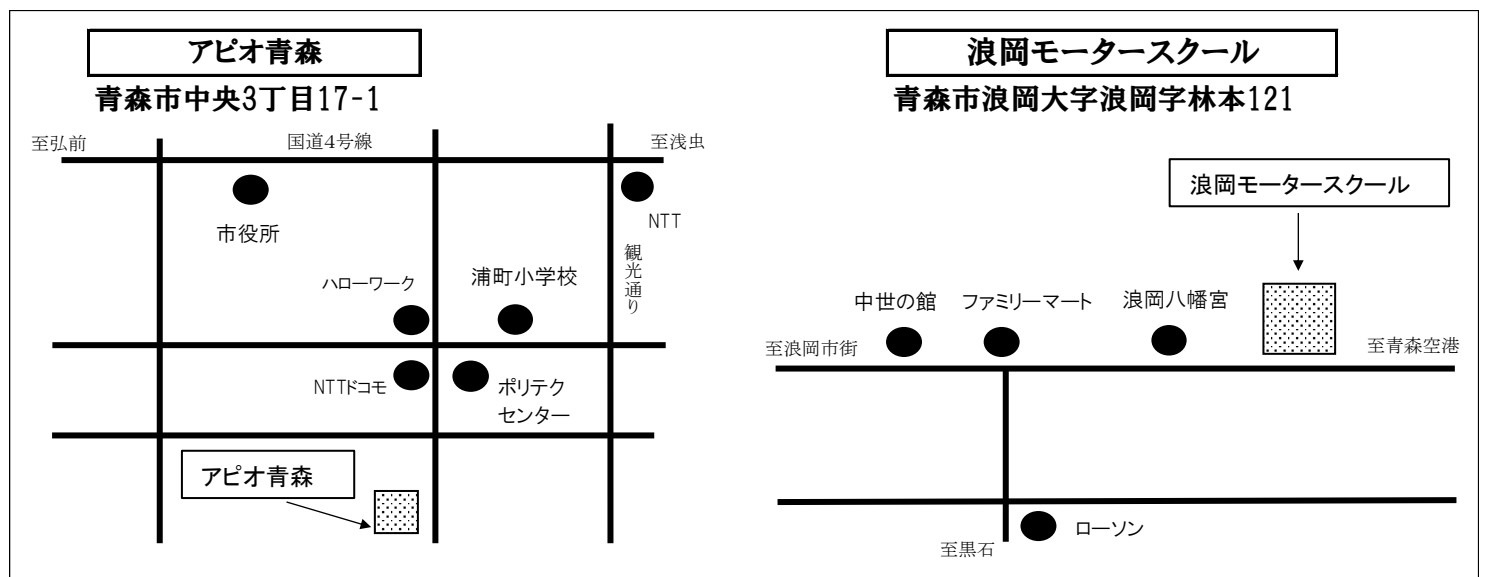 アピオ青森
青森市中央3丁目17-1
至弘前
国道4号線
至浅虫
市役所
NTT
観光通り
ハローワーク
浦町小学校
NTTドコモ
ポリテク
センター
アピオ青森
浪岡モータースクール
青森市浪岡大字浪岡字林本121
浪岡モータースクール
中世の館
ファミリーマート
浪岡八幡宮
至浪岡市街
至青森空港
至黒石
ローソン